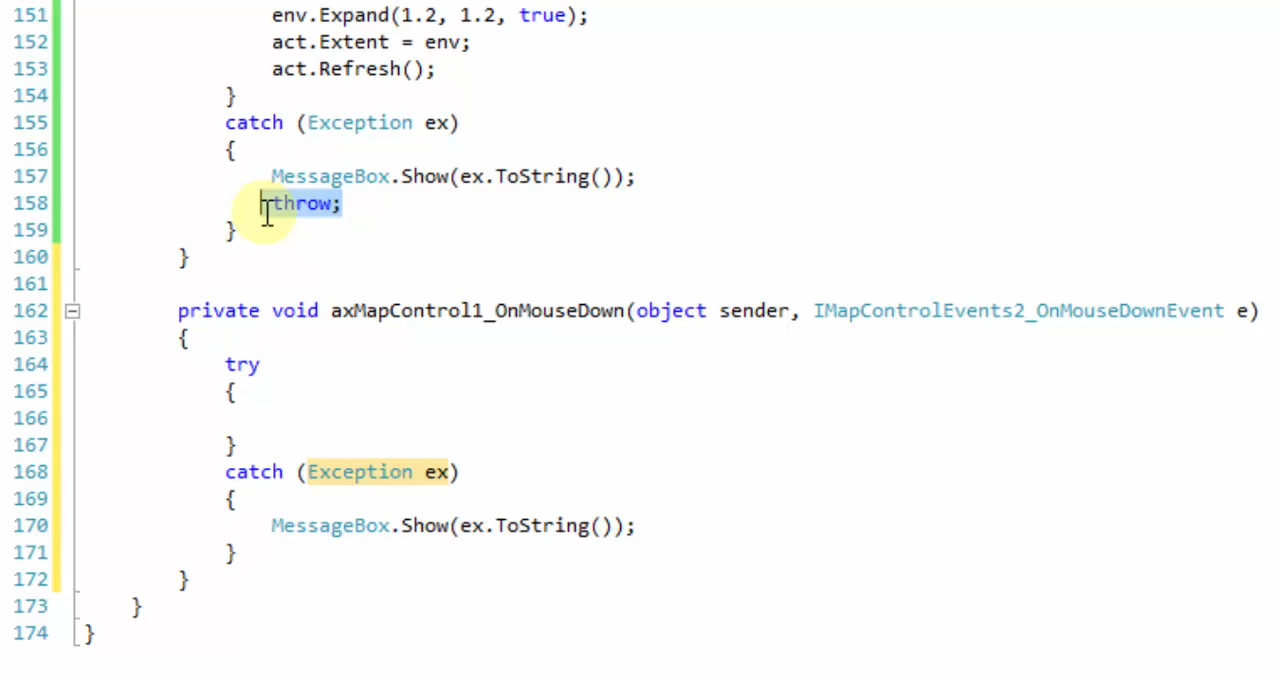 151 env.Expand(1.2, 1.2, true);
152 act.Extent = env;
153 act.Refresh();
154 }
155 catch (Exception ex)
156 {
157 MessageBox.Show(ex.ToString());
158 throw;
159 }
160 }
161
162 private void axMapControl1_OnMouseDown(object sender, IMapControlEvents2_OnMouseDownEvent e)
163 {
164 try
165 {
166
167 }
168 catch (Exception ex)
169 {
170 MessageBox.Show(ex.ToString());
171 }
172 }
173 }
174 }